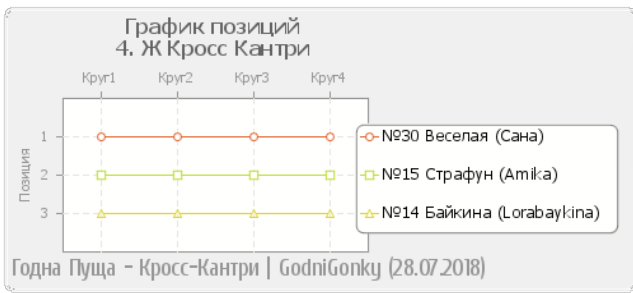 График позиций
4. Ж Кросс Кантри
Круг1 Круг2 Круг3 Круг4
Позиция
1
2
3
№30 Веселая (Сана)
№15 Страфун (Amika)
№14 Байкина (Lorabaykina)
Годна Пуща - Кросс-Кантри | GodniGonky (28.07.2018)